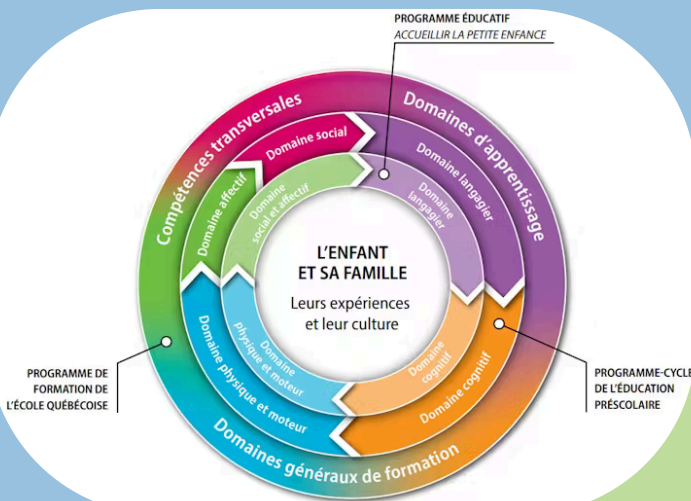 PROGRAMME ÉDUCATIF
ACCUEILLIR LA PETITE ENFANCE
Compétences transversales
Domaines d'apprentissage
Domaine social
Domaine langagier
Domaine affectif
Domaine
social et affectif
Domaine
langagier
L'ENFANT
ET SA FAMILLE
Leurs expériences
et leur culture
Domaine
physique et moteur
Domaine
cognitif
Domaine physique et moteur
Domaine cognitif
Domaines généraux de formation
PROGRAMME DE
FORMATION DE
L'ÉCOLE QUÉBÉCOISE
PROGRAMME-CYCLE
DE L'ÉDUCATION
PRÉSCOLAIRE